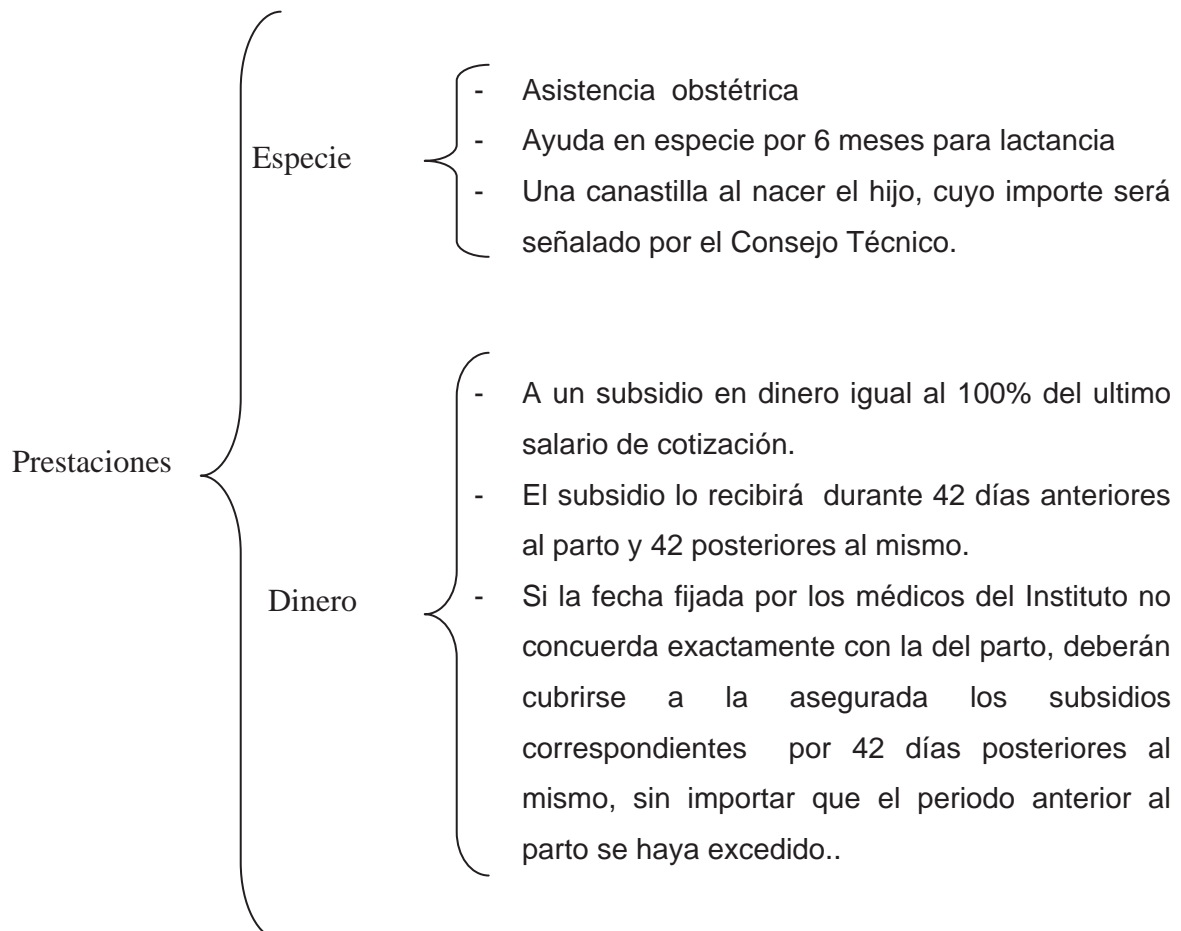 - Asistencia obstétrica
Especie
- Ayuda en especie por 6 meses para lactancia
- Una canastilla al nacer el hijo, cuyo importe será
señalado por el Consejo Técnico.
Prestaciones
- A un subsidio en dinero igual al 100% del ultimo
salario de cotización.
- El subsidio lo recibirá durante 42 días anteriores
al parto y 42 posteriores al mismo.
Dinero
- Si la fecha fijada por los médicos del Instituto no
concuerda exactamente con la del parto, deberán
cubrirse a la asegurada los subsidios
correspondientes por 42 días posteriores al
mismo, sin importar que el periodo anterior al
parto se haya excedido..